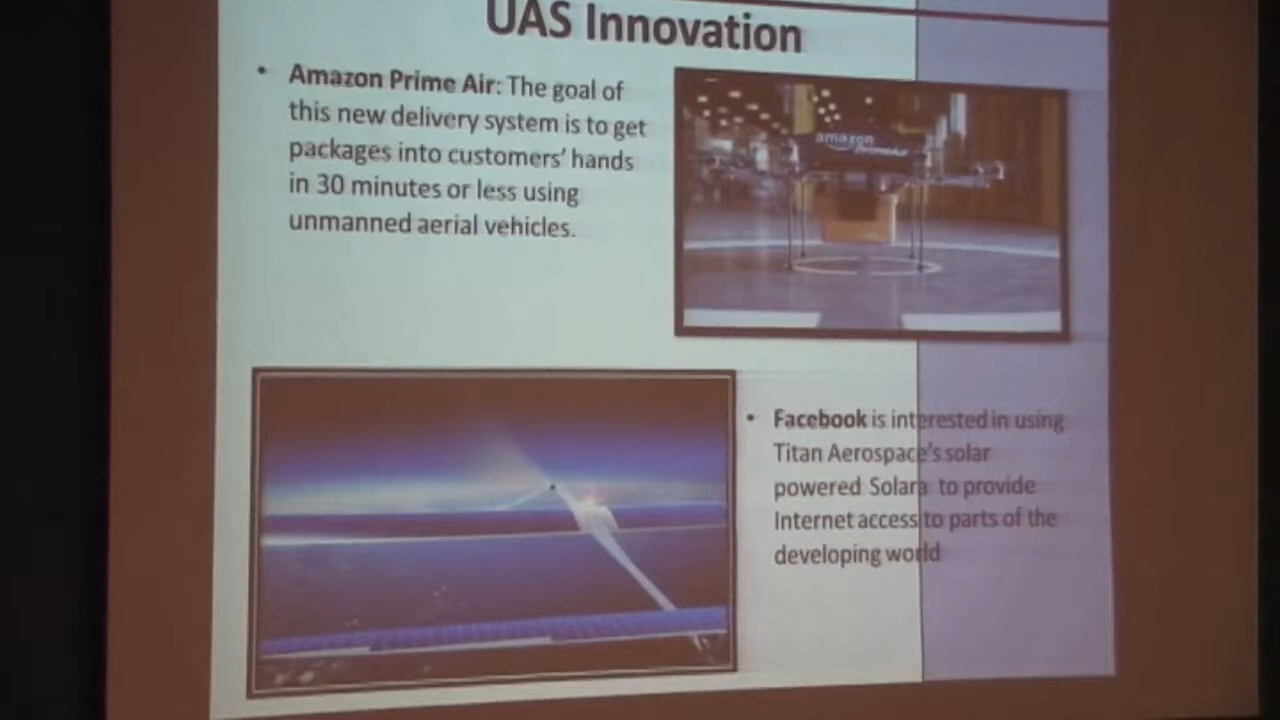 UAS Innovation
• Amazon Prime Air: The goal of
this new delivery system is to get
packages into customers' hands
in 30 minutes or less using
unmanned aerial vehicles.
amazon
PrimeAir
• Facebook is interested in using
Titan Aerospace's solar
powered Solara to provide
Internet access to parts of the
developing world